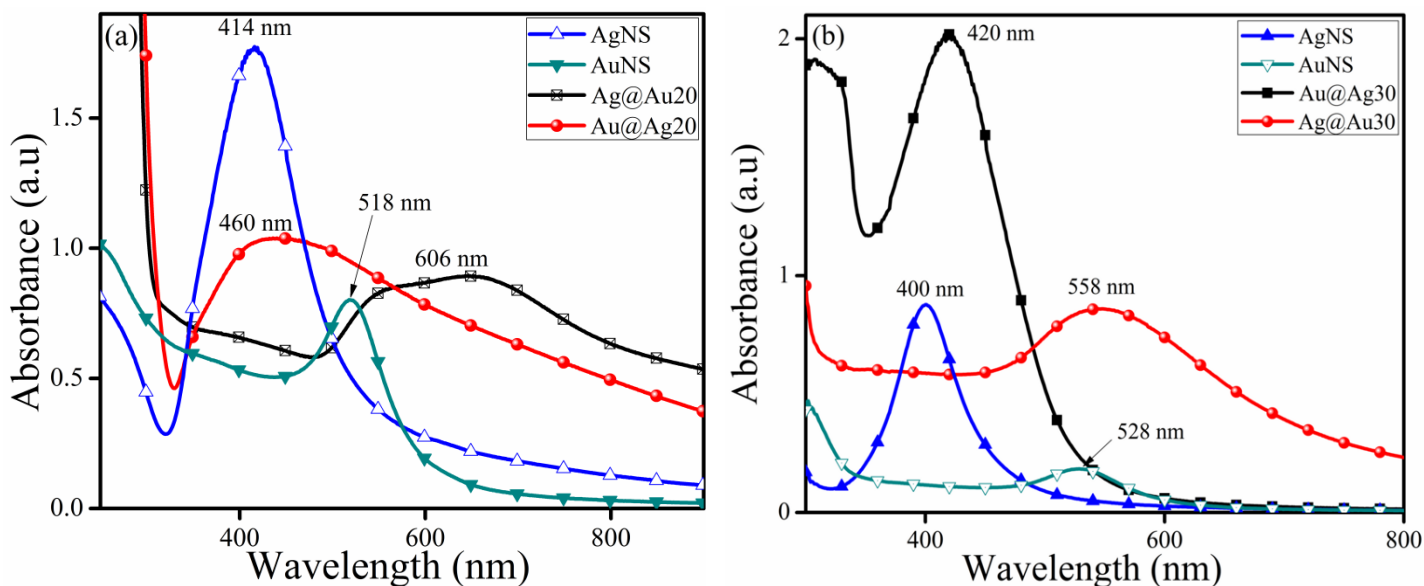 (a)
414 nm
AgNS
AuNS
Ag@Au20
Au@Ag20
518 nm
460 nm
606 nm
1.5
1.0
0.5
0.0
Absorbance (a.u)
400
600
800
Wavelength (nm)
(b)
420 nm
AgNS
AuNS
Au@Ag30
Ag@Au30
400 nm
558 nm
528 nm
2
1
0
Absorbance (a.u)
400
600
800
Wavelength (nm)